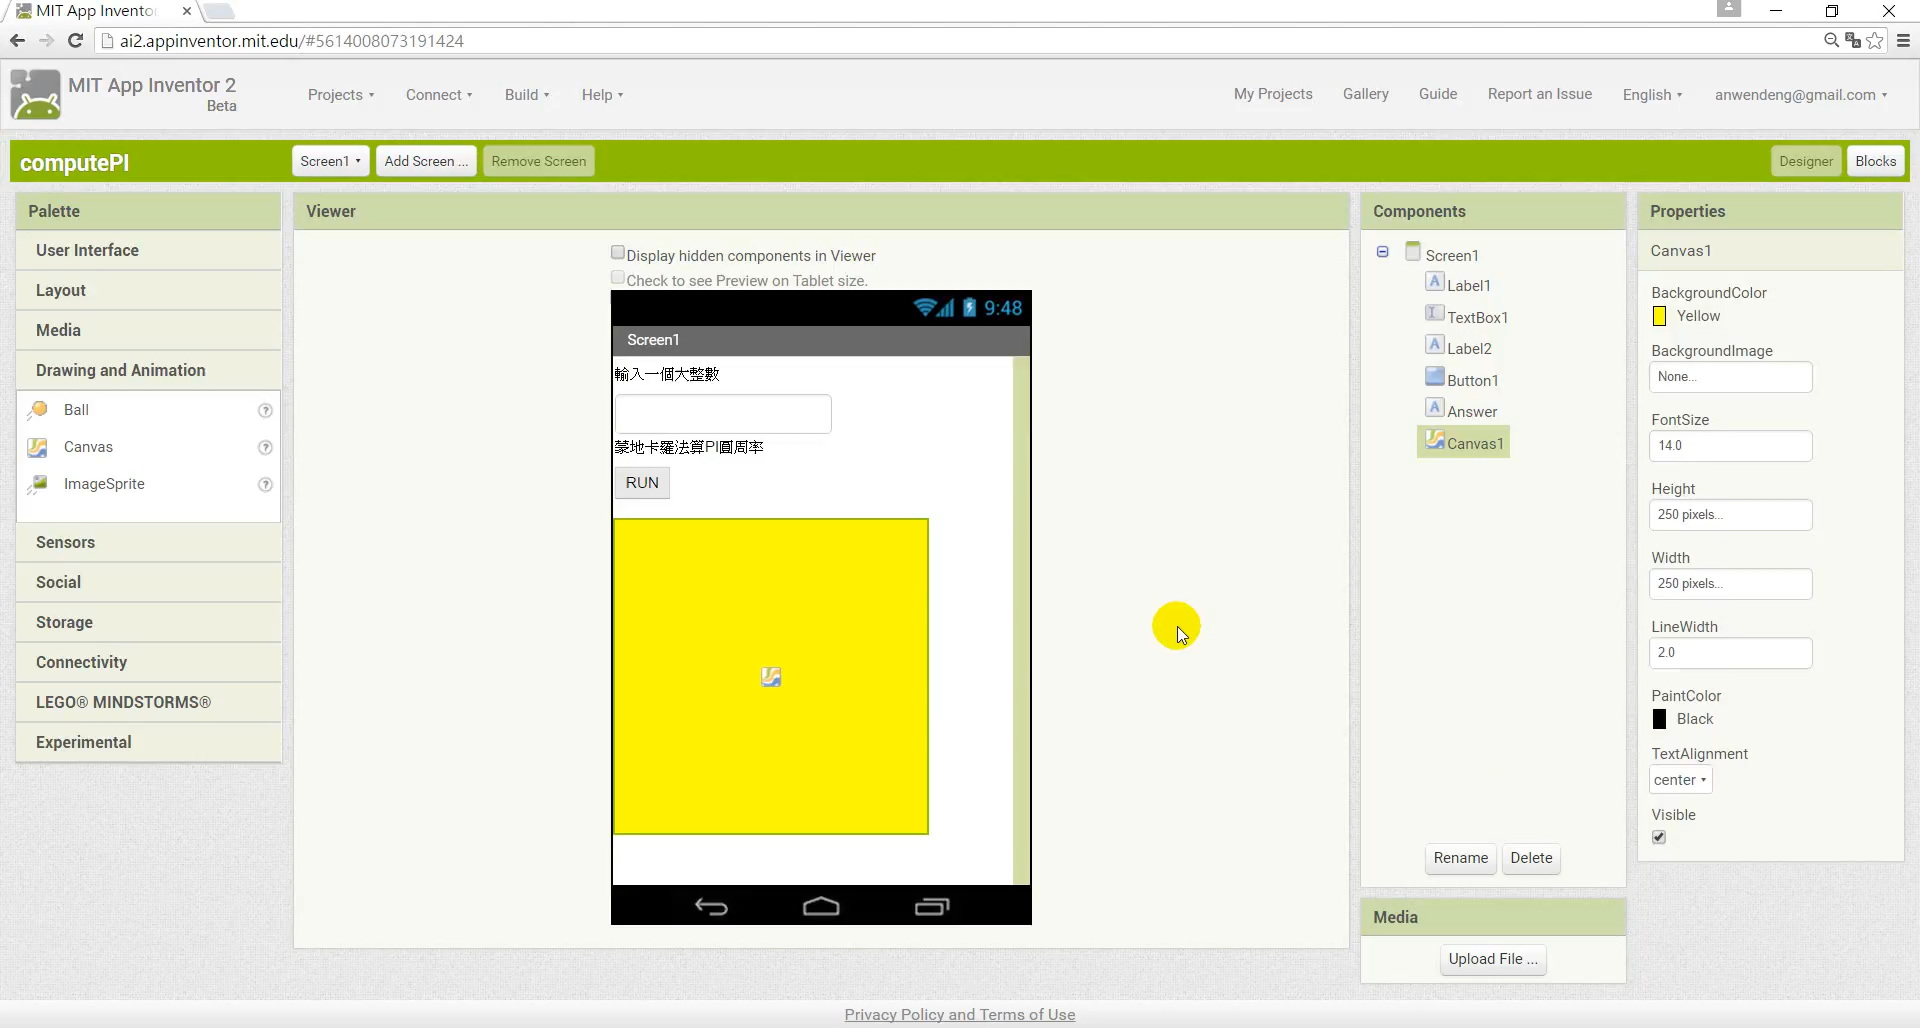 MIT App Inventor
ai2.appinventor.mit.edu/#5614008073191424
MIT App Inventor 2
Beta
Projects
Connect
Build
Help
My Projects
Gallery
Guide
Report an Issue
English
anwendeng@gmail.com
computePI
Screen1
Add Screen ...
Remove Screen
Designer
Blocks
Palette
User Interface
Layout
Media
Drawing and Animation
Ball
Canvas
ImageSprite
Sensors
Social
Storage
Connectivity
LEGO® MINDSTORMS®
Experimental
Viewer
Display hidden components in Viewer
Check to see Preview on Tablet size.
9:48
Screen1
輸入一個大整數
蒙地卡羅法算PI圓周率
RUN
Components
Screen1
Label1
TextBox1
Label2
Button1
Answer
Canvas1
Rename
Delete
Media
Upload File ...
Properties
Canvas1
BackgroundColor
Yellow
BackgroundImage
None...
FontSize
14.0
Height
250 pixels...
Width
250 pixels...
LineWidth
2.0
PaintColor
Black
TextAlignment
center
Visible
Privacy Policy and Terms of Use